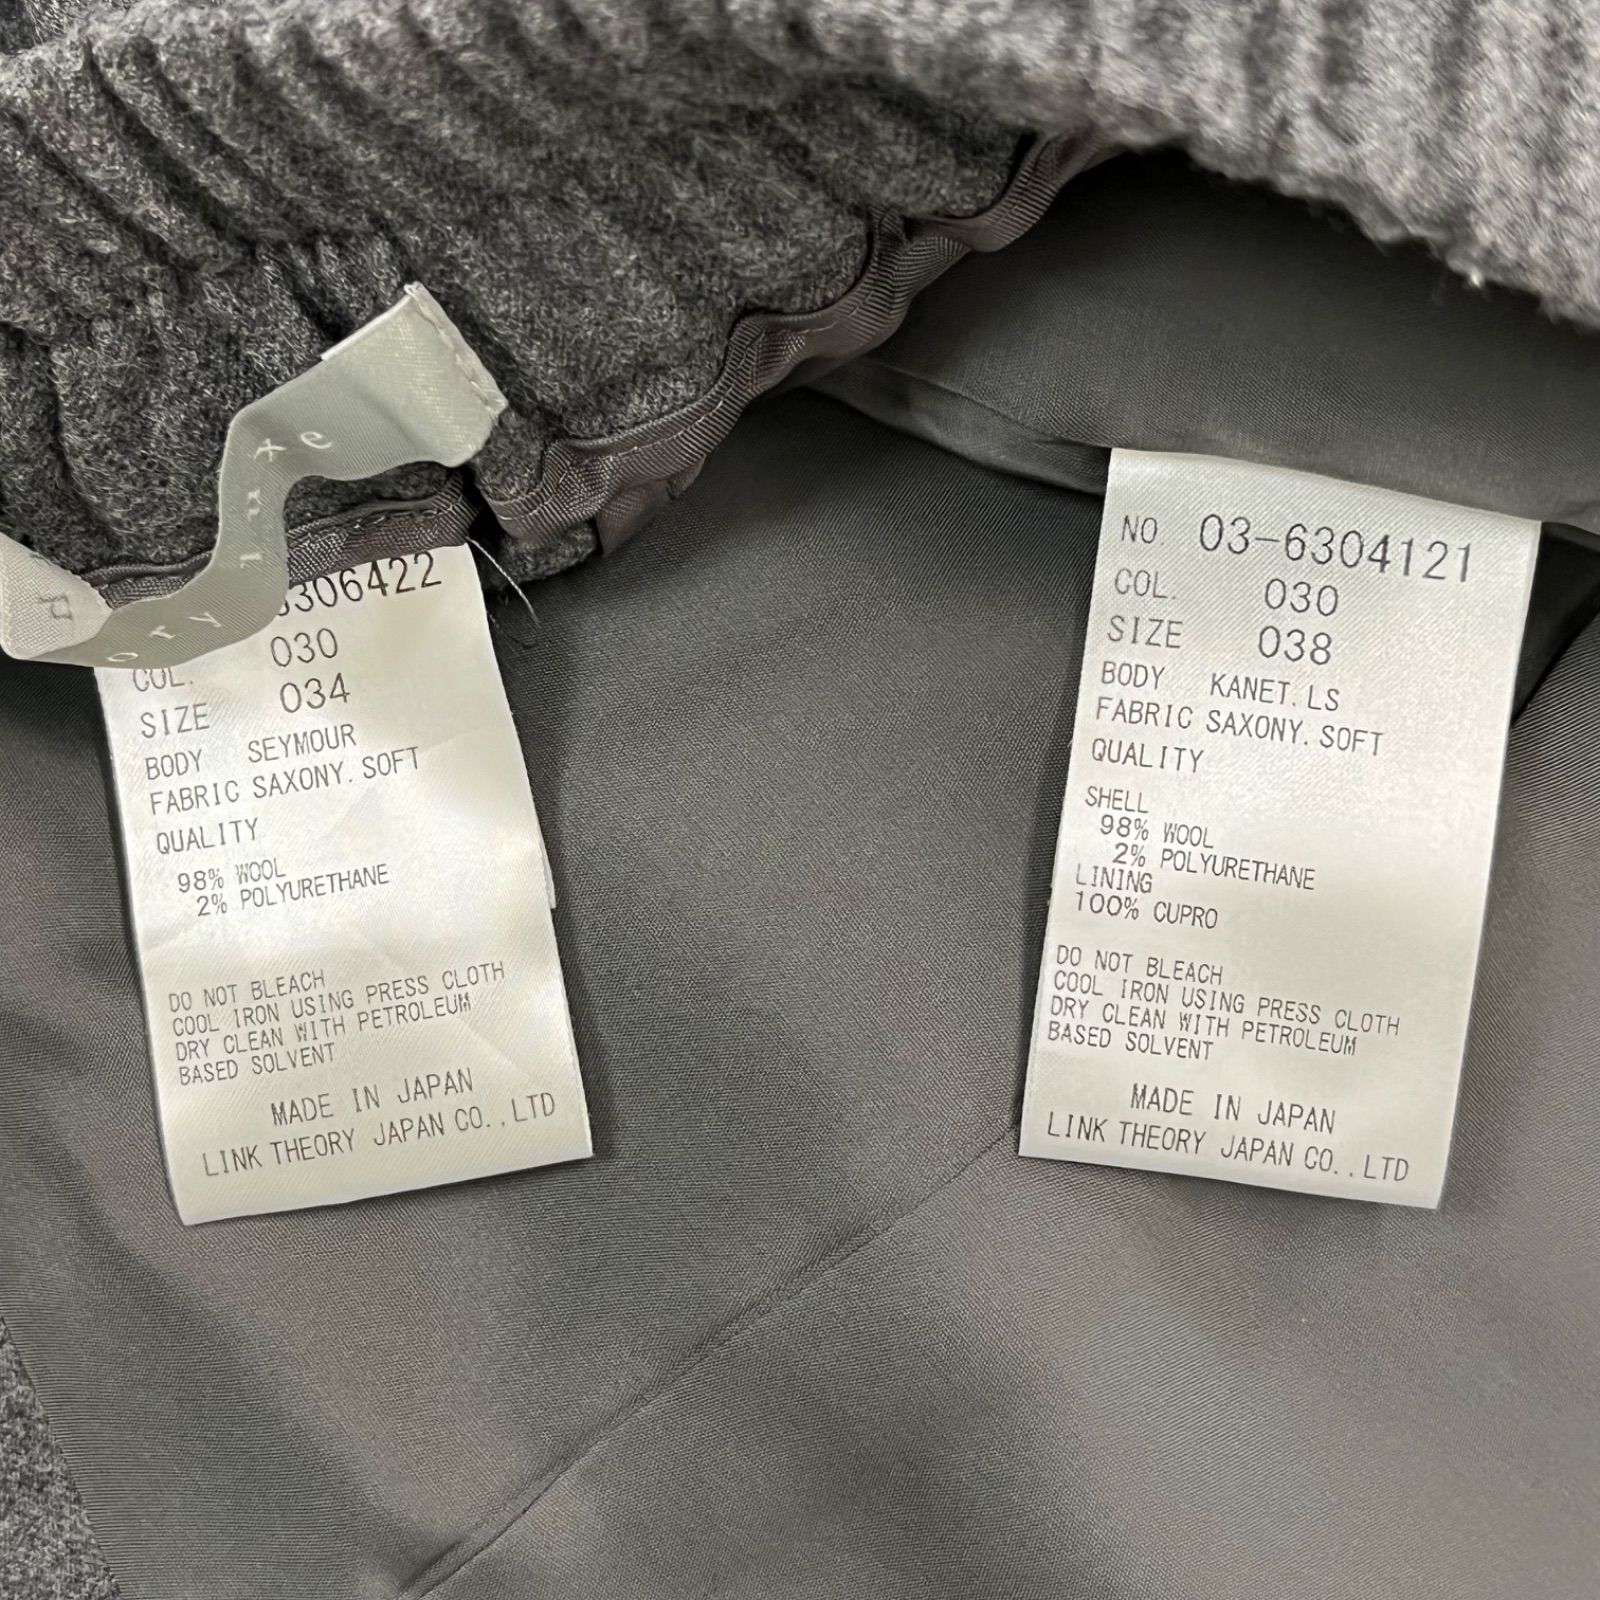 luxe
ory
306422
COL. 030
SIZE 034
BODY SEYMOUR
FABRIC SAXONY. SOFT
QUALITY
98% WOOL
2% POLYURETHANE
DO NOT BLEACH
COOL IRON USING PRESS CLOTH
DRY CLEAN WITH PETROLEUM
BASED SOLVENT
MADE IN JAPAN
LINK THEORY JAPAN CO.,LTD
NO. 03-6304121
COL. 030
SIZE 038
BODY KANET. LS
FABRIC SAXONY. SOFT
QUALITY
SHELL
98% WOOL
2% POLYURETHANE
LINING
100% CUPRO
DO NOT BLEACH
COOL IRON USING PRESS CLOTH
DRY CLEAN WITH PETROLEUM
BASED SOLVENT
MADE IN JAPAN
LINK THEORY JAPAN CO.,LTD